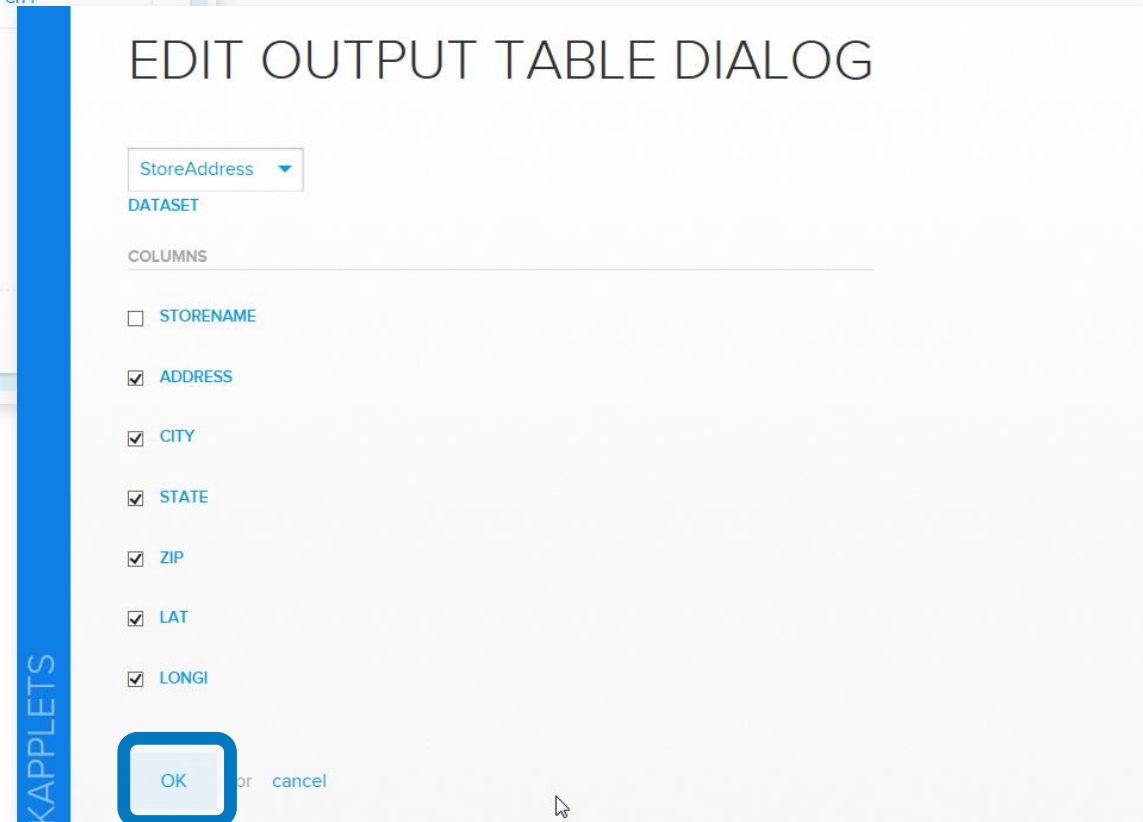 EDIT OUTPUT TABLE DIALOG
StoreAddress
DATASET
COLUMNS
STORENAME
ADDRESS
CITY
STATE
ZIP
LAT
LONGI
OK or cancel
KAPPLETS